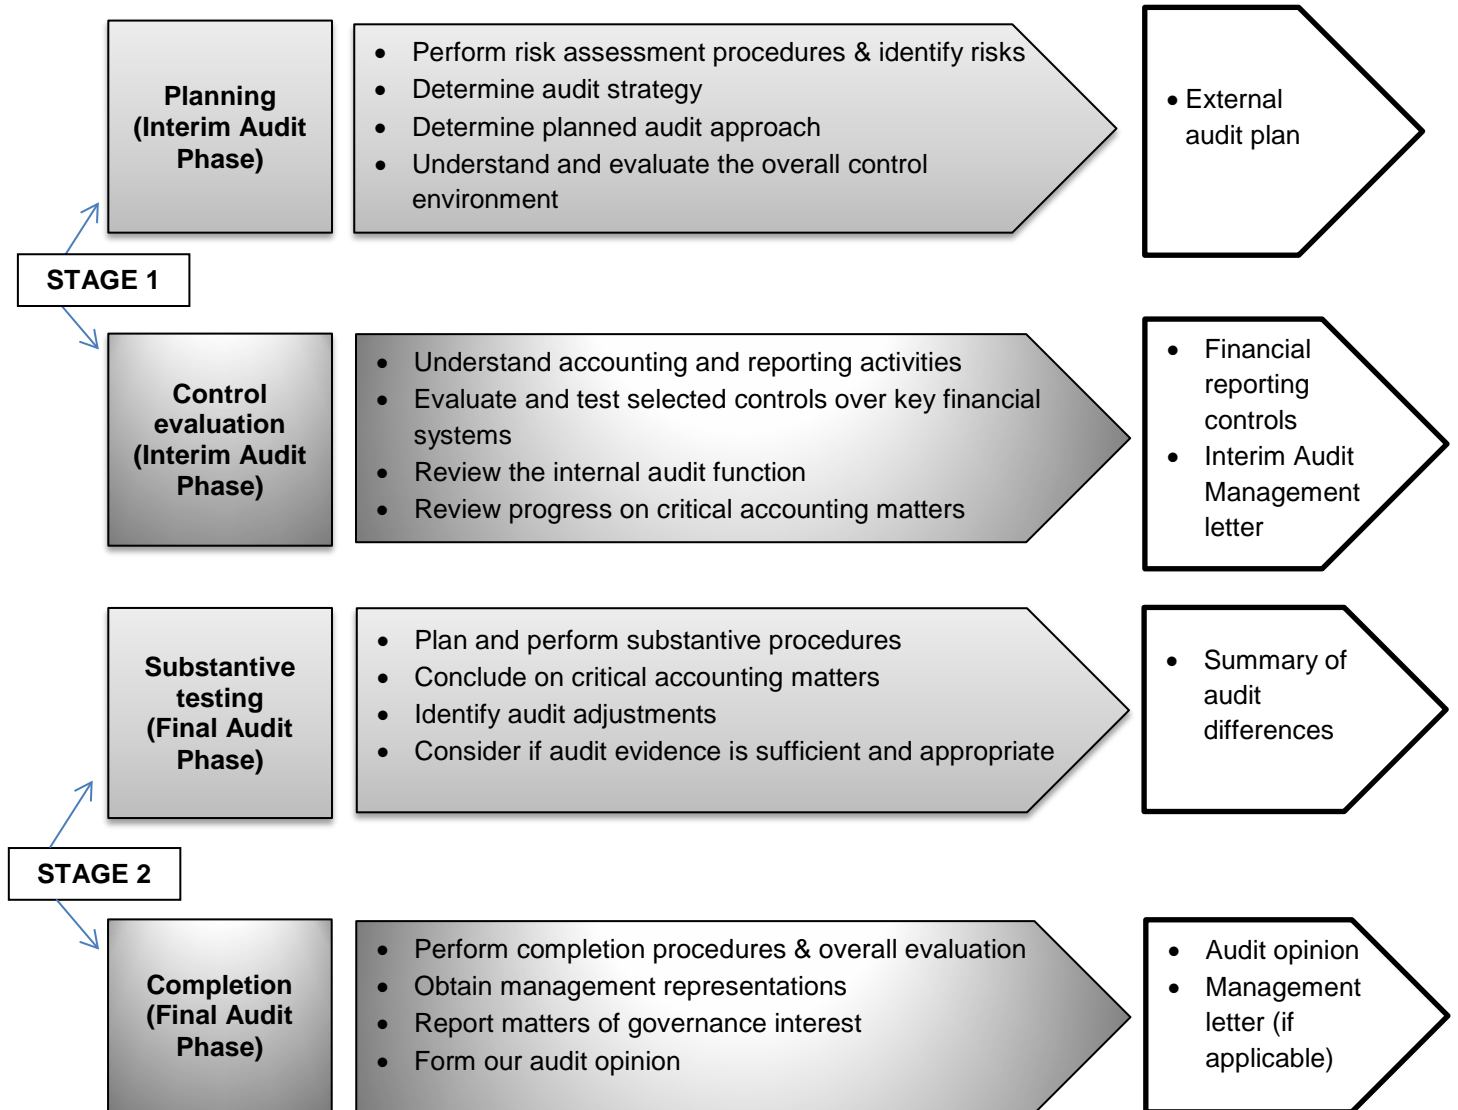 Planning
(Interim Audit
Phase)
• Perform risk assessment procedures & identify risks
• Determine audit strategy
• Determine planned audit approach
• Understand and evaluate the overall control
environment
• External
audit plan
STAGE 1
Control
evaluation
(Interim Audit
Phase)
• Understand accounting and reporting activities
• Evaluate and test selected controls over key financial
systems
• Review the internal audit function
• Review progress on critical accounting matters
• Financial
reporting
controls
• Interim Audit
Management
letter
Substantive
testing
(Final Audit
Phase)
• Plan and perform substantive procedures
• Conclude on critical accounting matters
• Identify audit adjustments
• Consider if audit evidence is sufficient and appropriate
• Summary of
audit
differences
STAGE 2
Completion
(Final Audit
Phase)
• Perform completion procedures & overall evaluation
• Obtain management representations
• Report matters of governance interest
• Form our audit opinion
• Audit opinion
• Management
letter (if
applicable)